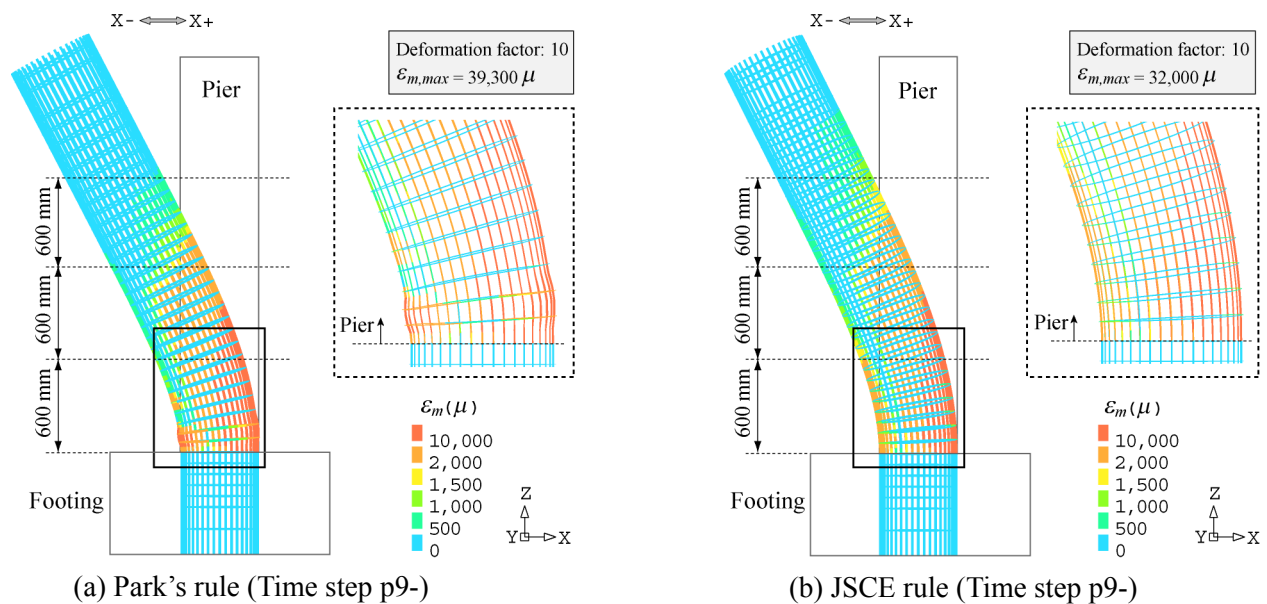 X- X+
Pier
Deformation factor: 10
εm,max = 39,300 μ
600 mm
600 mm
600 mm
Pier
Footing
εm(μ)
10,000
2,000
1,500
1,000
500
0
Z
Y X
(a) Park’s rule (Time step p9-)
X- X+
Pier
Deformation factor: 10
εm,max = 32,000 μ
600 mm
600 mm
600 mm
Pier
Footing
εm(μ)
10,000
2,000
1,500
1,000
500
0
Z
Y X
(b) JSCE rule (Time step p9-)